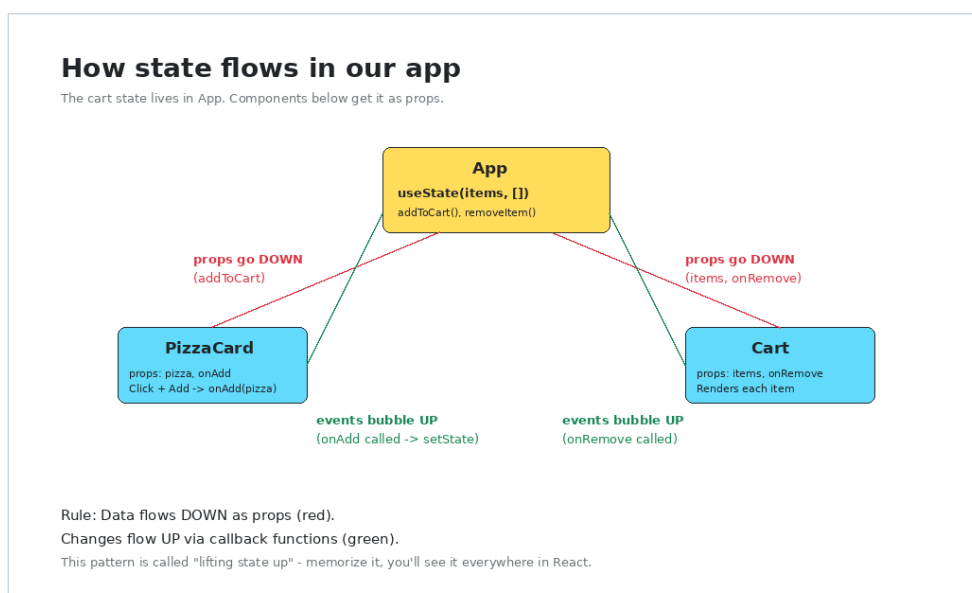 How state flows in our app
The cart state lives in App. Components below get it as props.
App
useState(items, [])
addToCart(), removeItem()
props go DOWN
(addToCart)
props go DOWN
(items, onRemove)
PizzaCard
props: pizza, onAdd
Click + Add -> onAdd(pizza)
Cart
props: items, onRemove
Renders each item
events bubble UP
(onAdd called -> setState)
events bubble UP
(onRemove called)
Rule: Data flows DOWN as props (red).
Changes flow UP via callback functions (green).
This pattern is called "lifting state up" - memorize it, you'll see it everywhere in React.